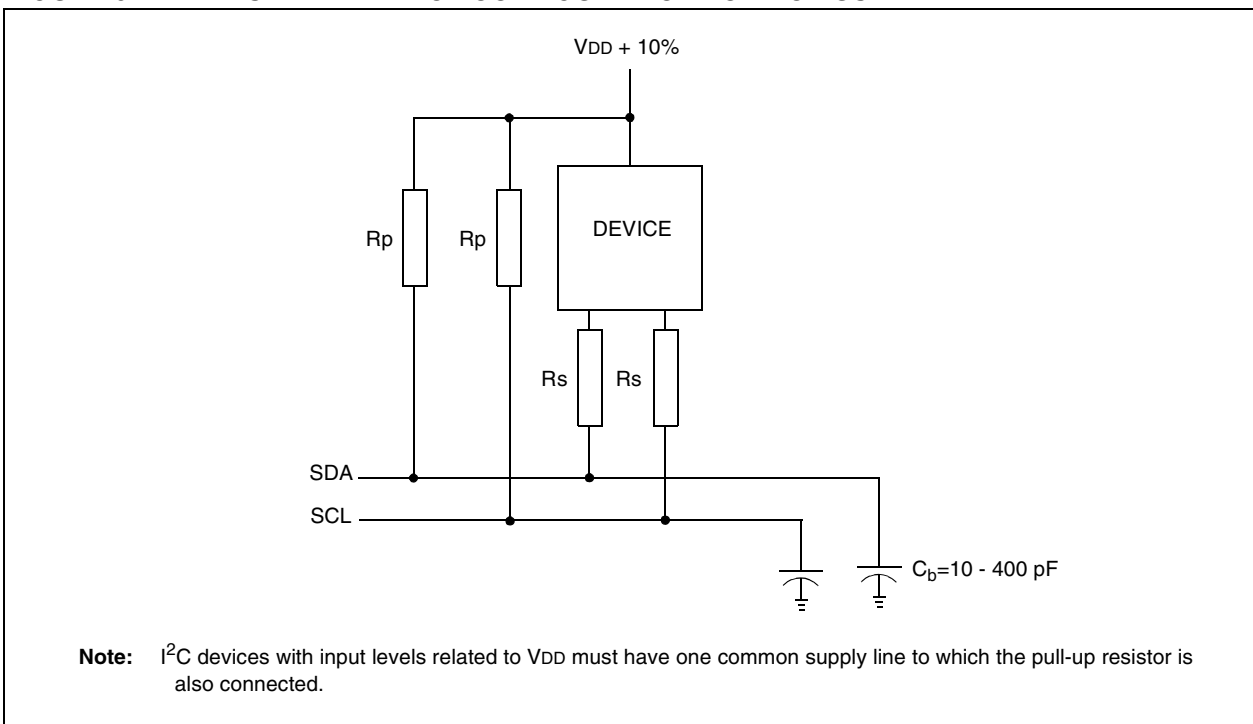 VDD + 10%
Rp
Rp
DEVICE
Rs
Rs
SDA
SCL
Cb=10 - 400 pF
Note: I2C devices with input levels related to VDD must have one common supply line to which the pull-up resistor is
also connected.